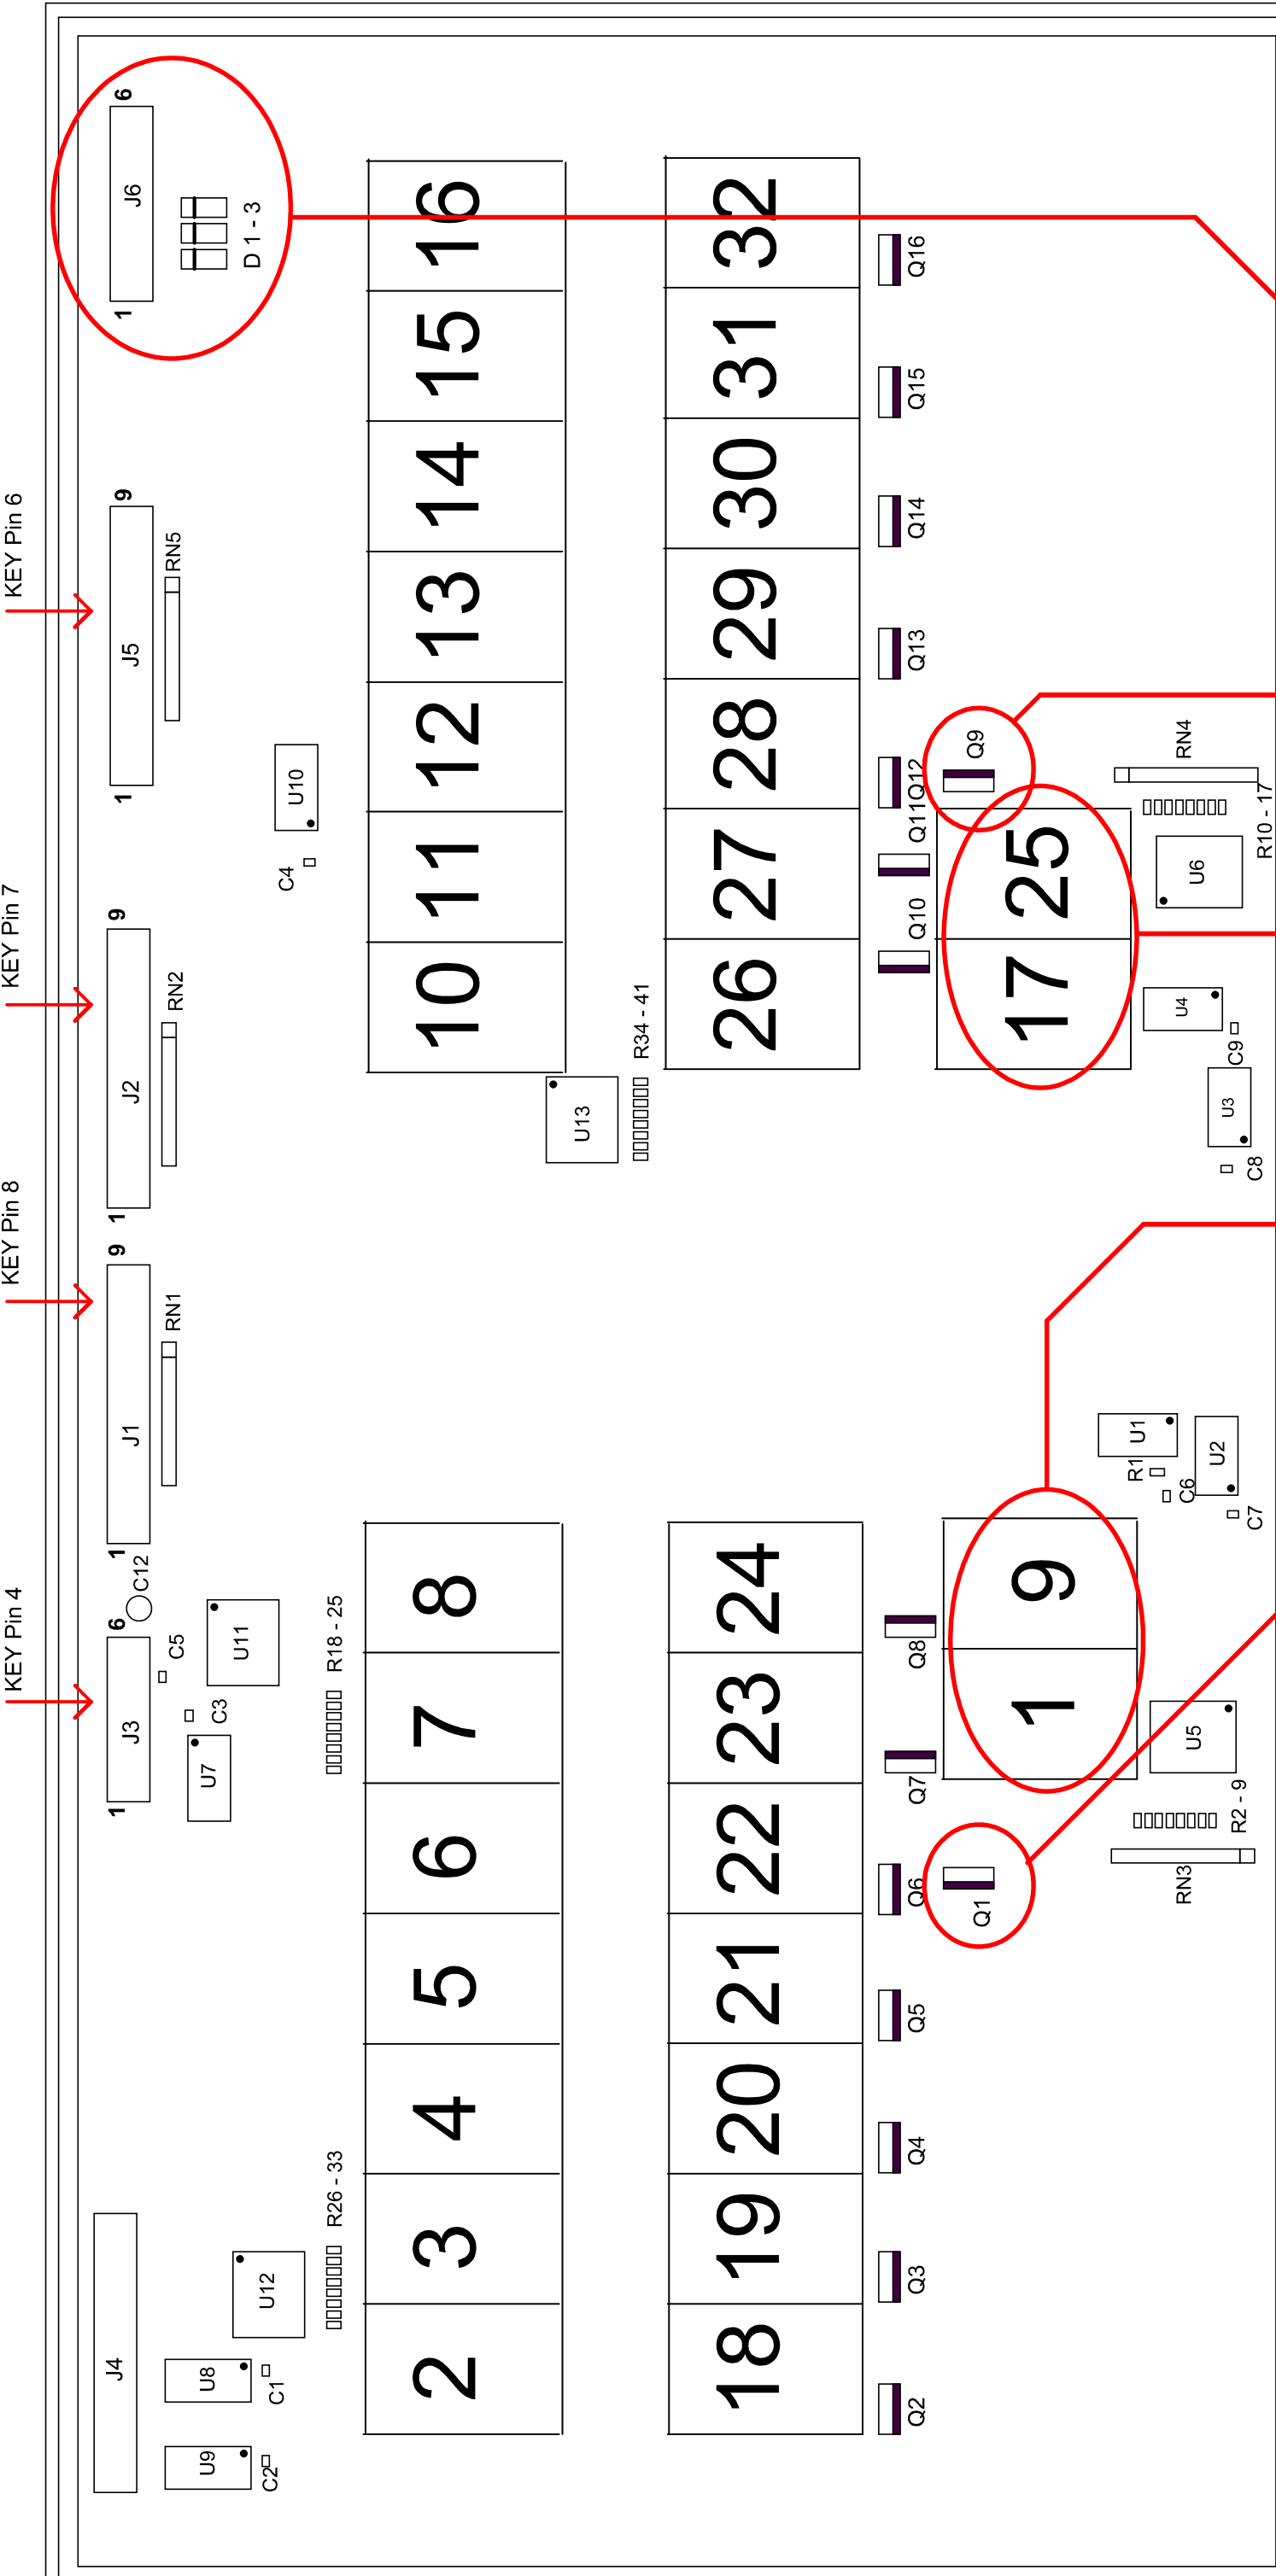 KEY Pin 4
KEY Pin 8
KEY Pin 7
KEY Pin 6
J4
1 J3 6
1 J1 9
1 J2 9
1 J5 9
1 J6 6
C12
C5
RN1
RN2
RN5
D 1 - 3
U9
U8
U7
C3
U11
C2
C1
U12
C4
U10
R26 - 33
R18 - 25
2 3 4 5 6 7 8
10 11 12 13 14 15 16
U13
R34 - 41
18 19 20 21 22 23 24
26 27 28 29 30 31 32
Q2
Q3
Q4
Q5
Q6
Q7
Q8
Q10
Q11
Q12
Q13
Q14
Q15
Q16
Q1
Q9
1 9
17 25
R1
U1
C6
U2
C7
RN3
U5
R2 - 9
C8
U3
C9
U4
U6
RN4
R10 - 17